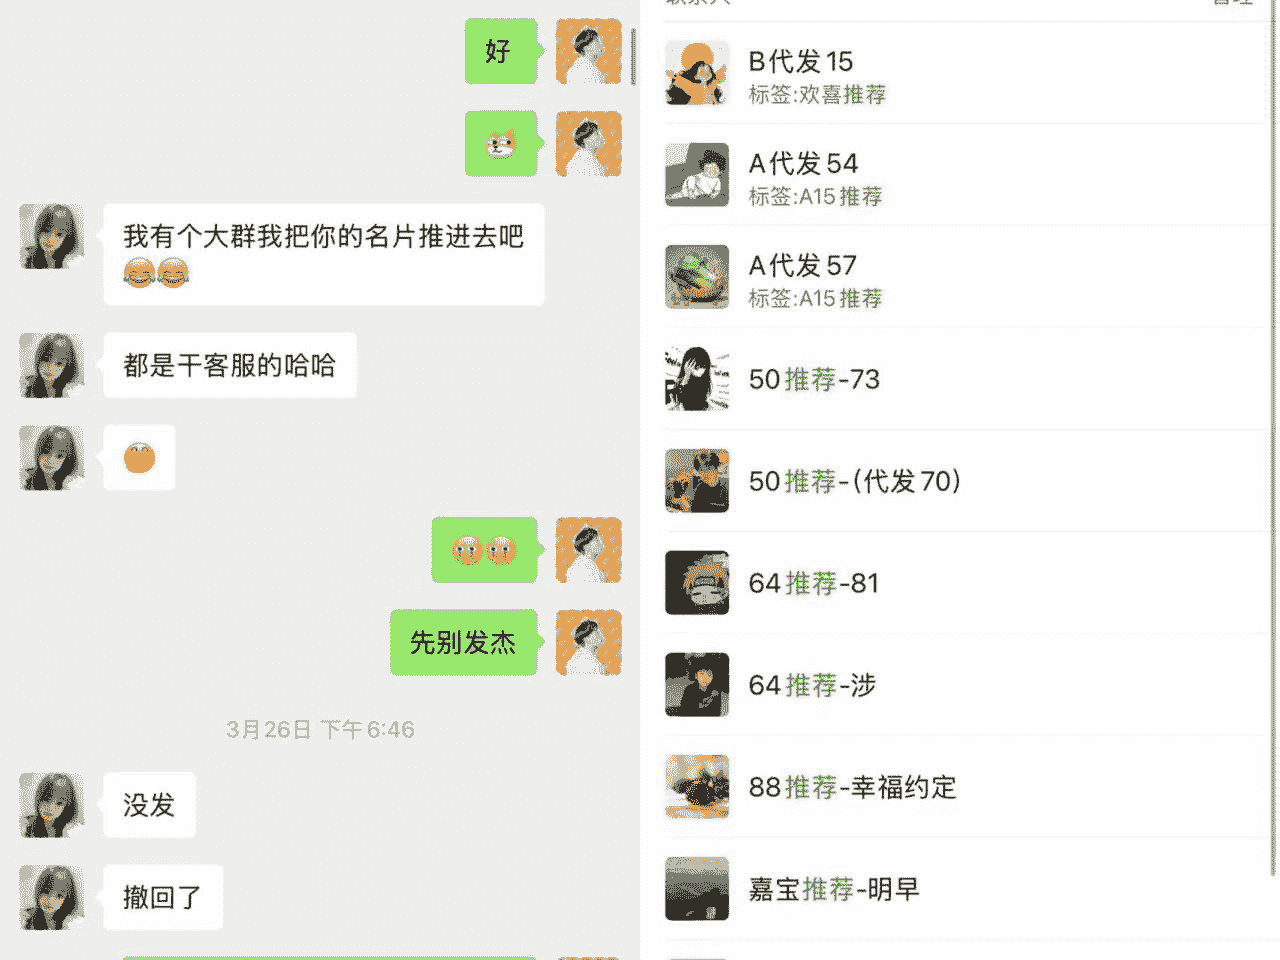 好
我有个大群我把你的名片推进去吧
都是干客服的哈哈
先别发杰
3月26日 下午6:46
没发
撤回了
B代发15
标签:欢喜推荐
A代发54
标签:A15推荐
A代发57
标签:A15推荐
50推荐-73
50推荐-(代发70)
64推荐-81
64推荐-涉
88推荐-幸福约定
嘉宝推荐-明早